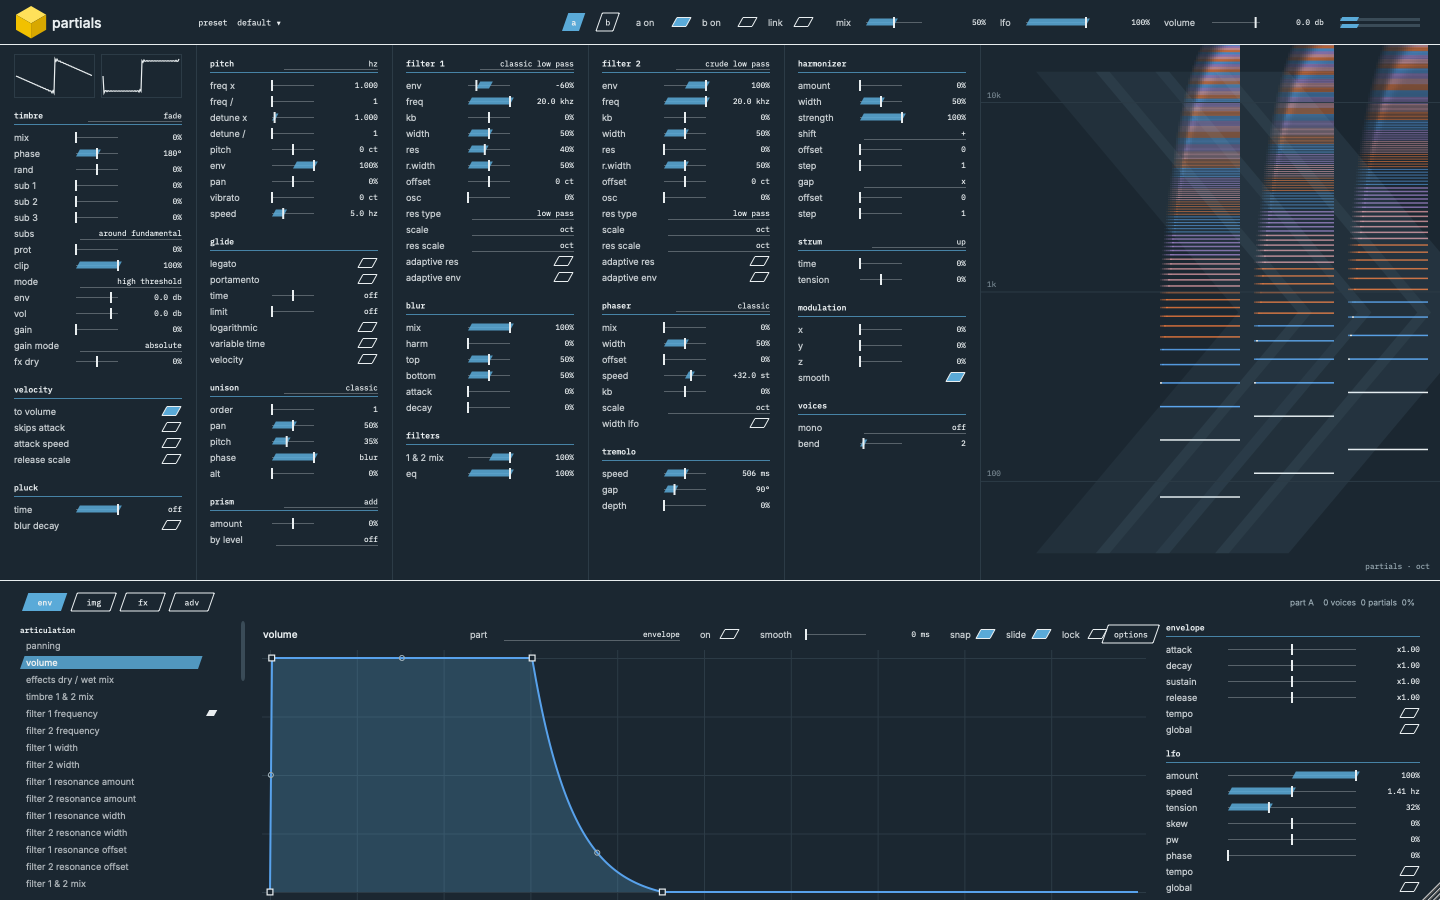 partials preset default ▾ a b a on b on link mix 50% lfo 100% volume 0.0 db
timbre fade
mix 0%
phase 180°
rand 0%
sub 1 0%
sub 2 0%
sub 3 0%
subs around fundamental
prot 0%
clip 100%
mode high threshold
env 0.0 db
vol 0.0 db
gain 0%
gain mode absolute
fx dry 0%
velocity
to volume
skips attack
attack speed
release scale
pluck
time off
blur decay
pitch hz
freq x 1.000
freq / 1
detune x 1.000
detune / 1
pitch 0 ct
env 100%
pan 0%
vibrato 0 ct
speed 5.0 hz
glide
legato
portamento
time off
limit off
logarithmic
variable time
velocity
unison classic
order 1
pan 50%
pitch 35%
phase blur
alt 0%
prism add
amount 0%
by level off
filter 1 classic low pass
env -60%
freq 20.0 khz
kb 0%
width 50%
res 40%
r.width 50%
offset 0 ct
osc 0%
res type low pass
scale oct
res scale oct
adaptive res
adaptive env
blur
mix 100%
harm 0%
top 50%
bottom 50%
attack 0%
decay 0%
filters
1 & 2 mix 100%
eq 100%
filter 2 crude low pass
env 100%
freq 20.0 khz
kb 0%
width 50%
res 0%
r.width 50%
offset 0 ct
osc 0%
res type low pass
scale oct
res scale oct
adaptive res
adaptive env
phaser classic
mix 0%
width 50%
offset 0%
speed +32.0 st
kb 0%
scale oct
width lfo
tremolo
speed 506 ms
gap 90°
depth 0%
harmonizer
amount 0%
width 50%
strength 100%
shift +
offset 0
step 1
gap x
offset 0
step 1
strum up
time 0%
tension 0%
modulation
x 0%
y 0%
z 0%
smooth
voices
mono off
bend 2
10k
1k
100
partials - oct
env img fx adv
part A 0 voices 0 partials 0%
articulation
panning
volume
effects dry / wet mix
timbre 1 & 2 mix
filter 1 frequency
filter 2 frequency
filter 1 width
filter 2 width
filter 1 resonance amount
filter 2 resonance amount
filter 1 resonance width
filter 2 resonance width
filter 1 resonance offset
filter 2 resonance offset
filter 1 & 2 mix
volume part envelope on smooth 0 ms snap slide lock options
envelope
attack x1.00
decay x1.00
sustain x1.00
release x1.00
tempo
global
lfo
amount 100%
speed 1.41 hz
tension 32%
skew 0%
pw 0%
phase 0%
tempo
global